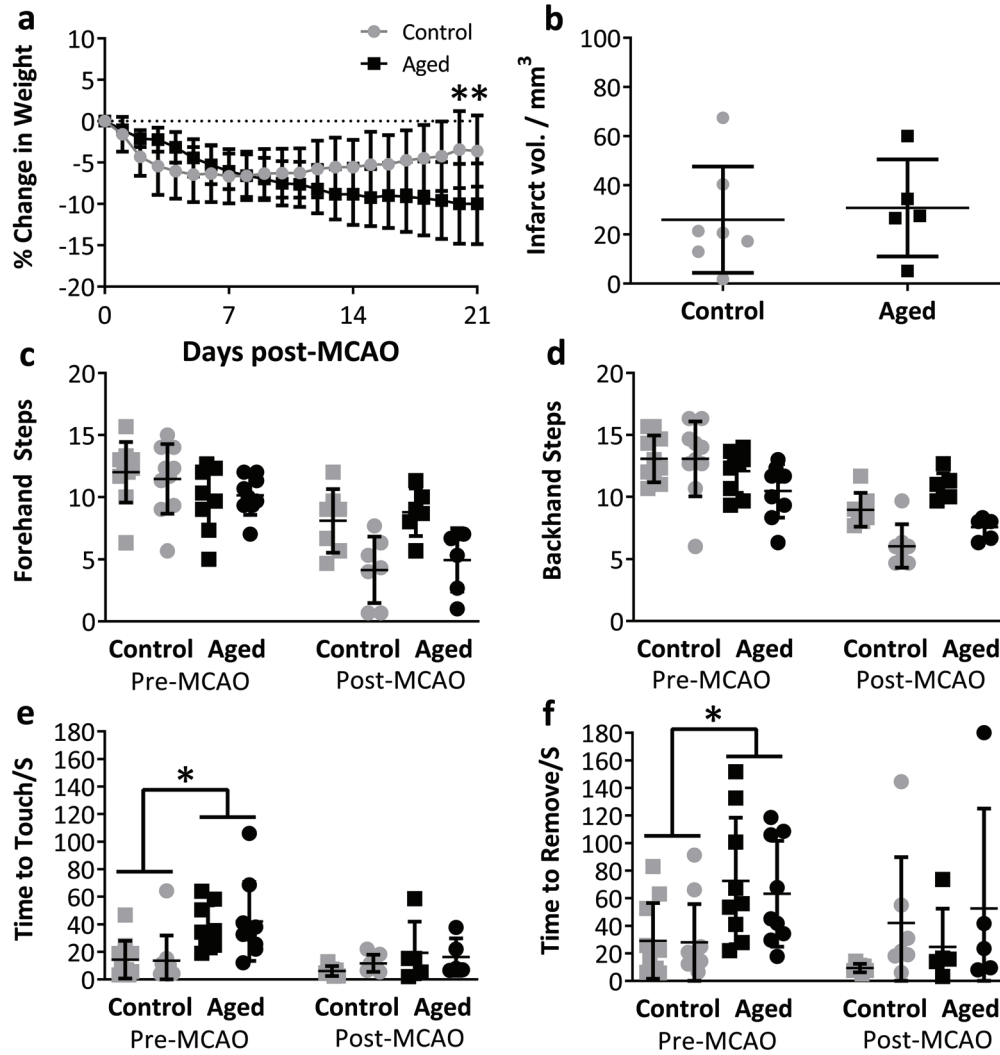 a
10
5
0
-5
-10
-15
-20
% Change in Weight
Control
Aged
**
0 7 14 21
Days post-MCAO
b
100
80
60
40
20
0
Infarct vol. / mm³
Control Aged
c
20
15
10
5
0
Forehand Steps
Control Aged Control Aged
Pre-MCAO Post-MCAO
d
20
15
10
5
0
Backhand Steps
Control Aged Control Aged
Pre-MCAO Post-MCAO
e
180
160
140
120
100
80
60
40
20
0
Time to Touch/S
*
Control Aged Control Aged
Pre-MCAO Post-MCAO
f
180
160
140
120
100
80
60
40
20
0
Time to Remove/S
*
Control Aged Control Aged
Pre-MCAO Post-MCAO